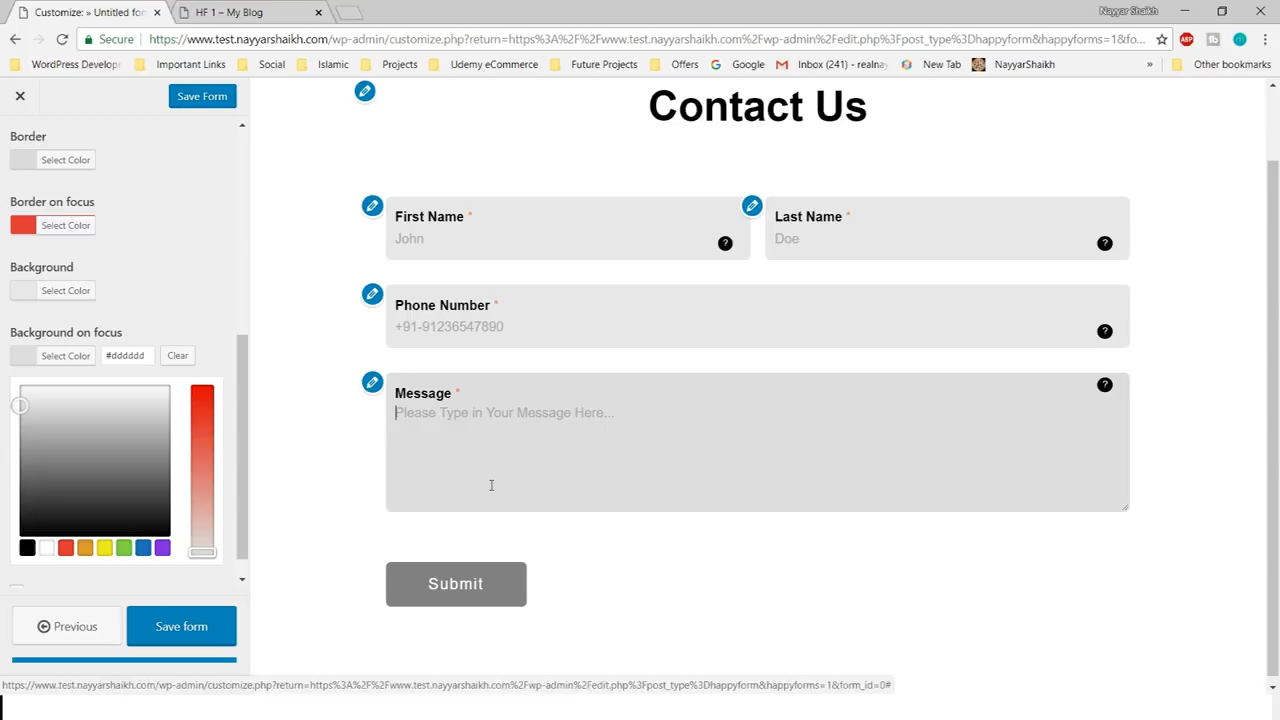 Customize: » Untitled for
HF 1 – My Blog
Nayyar Shaikh
Secure
https://www.test.nayyarshaikh.com/wp-admin/customize.php?return=https%3A%2F%2Fwww.test.nayyarshaikh.com%2Fwp-admin%2Fedit.php%3Fpost_type%3Dhappyform&happyforms=1&fo...
WordPress Develop
Important Links
Social
Islamic
Projects
Udemy eCommerce
Future Projects
Offers
Google
Inbox (241) - realna
New Tab
NayyarShaikh
»
Other bookmarks
Save Form
Border
Select Color
Border on focus
Select Color
Background
Select Color
Background on focus
Select Color
#dddddd
Clear
Previous
Save form
Contact Us
First Name *
John
?
Last Name *
Doe
?
Phone Number *
+91-91236547890
?
Message *
?
Please Type in Your Message Here...
Submit
https://www.test.nayyarshaikh.com/wp-admin/customize.php?return=https%3A%2F%2Fwww.test.nayyarshaikh.com%2Fwp-admin%2Fedit.php%3Fpost_type%3Dhappyform&happyforms=1&form_id=0#